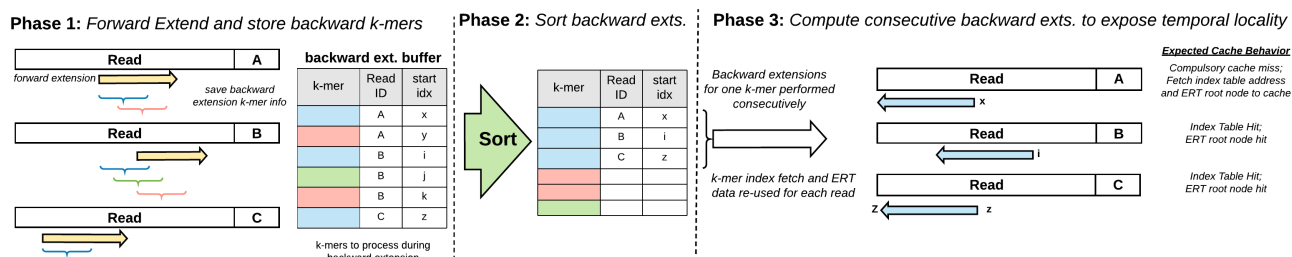 Phase 1: Forward Extend and store backward k-mers
Read A
forward extension
save backward
extension k-mer info
Read B
Read C
backward ext. buffer
k-mer Read ID start idx
A x
A y
B i
B j
B k
C z
k-mers to process during
backward extension
Phase 2: Sort backward exts.
Sort
k-mer Read ID start idx
A x
B i
C z
Phase 3: Compute consecutive backward exts. to expose temporal locality
Backward extensions
for one k-mer performed
consecutively
k-mer index fetch and ERT
data re-used for each read
Read A
x
Read B
i
Read C
Z z
Expected Cache Behavior
Compulsory cache miss;
Fetch index table address
and ERT root node to cache
Index Table Hit;
ERT root node hit
Index Table Hit;
ERT root node hit